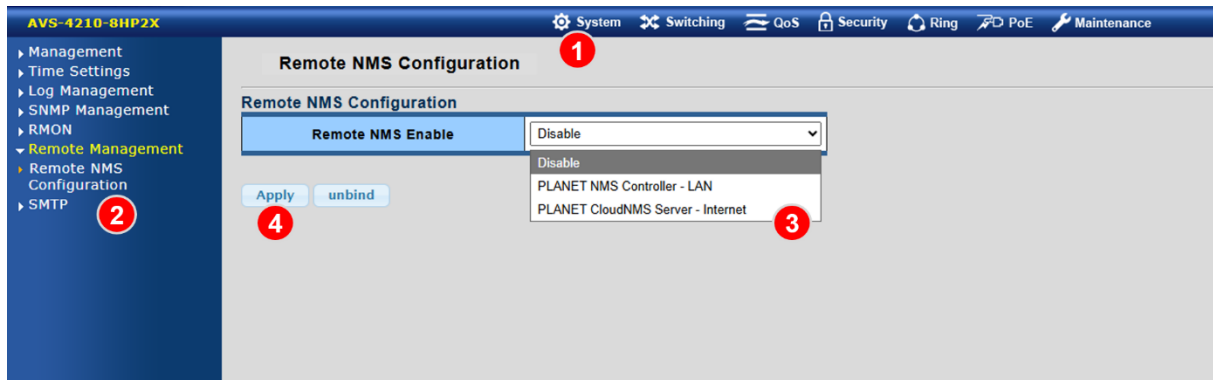 AVS-4210-8HP2X
System Switching QoS Security Ring PoE Maintenance
1
Management
Time Settings
Log Management
SNMP Management
RMON
Remote Management
Remote NMS
Configuration
SMTP
2
Remote NMS Configuration
Remote NMS Configuration
Remote NMS Enable
Disable
Disable
PLANET NMS Controller - LAN
PLANET CloudNMS Server - Internet
3
Apply unbind
4